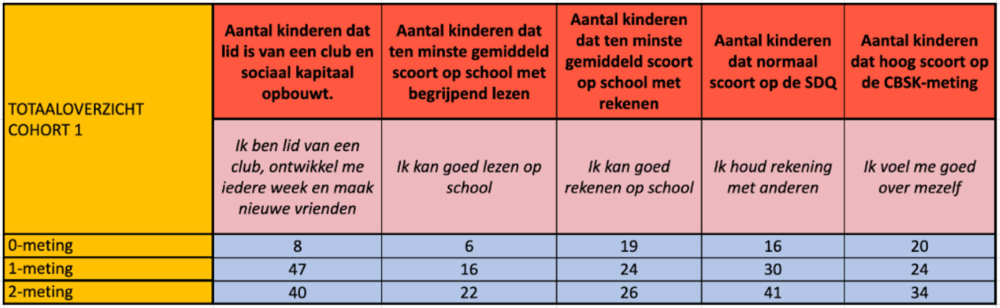 TOTAALOVERZICHT
COHORT 1
Aantal kinderen dat
lid is van een club en
sociaal kapitaal
opbouwt.
Aantal kinderen dat
ten minste gemiddeld
scoort op school met
begrijpend lezen
Aantal kinderen
dat ten minste
gemiddeld scoort
op school met
rekenen
Aantal kinderen
dat normaal
scoort op de SDQ
Aantal kinderen
dat hoog scoort op
de CBSK-meting
Ik ben lid van een
club, ontwikkel me
iedere week en maak
nieuwe vrienden
Ik kan goed lezen op
school
Ik kan goed
rekenen op school
Ik houd rekening
met anderen
Ik voel me goed
over mezelf
0-meting 8 6 19 16 20
1-meting 47 16 24 30 24
2-meting 40 22 26 41 34